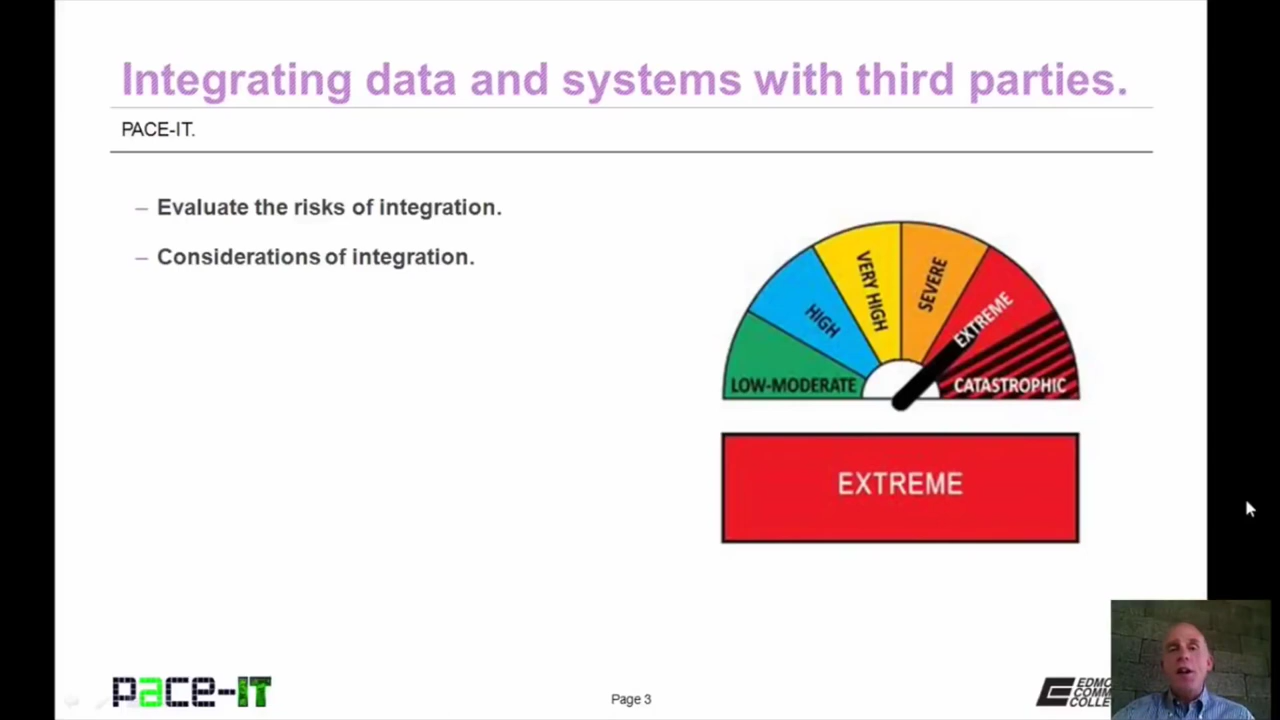 Integrating data and systems with third parties.
PACE-IT.
– Evaluate the risks of integration.
– Considerations of integration.
LOW-MODERATE
HIGH
VERY HIGH
SEVERE
EXTREME
CATASTROPHIC
EXTREME
pace-IT
Page 3